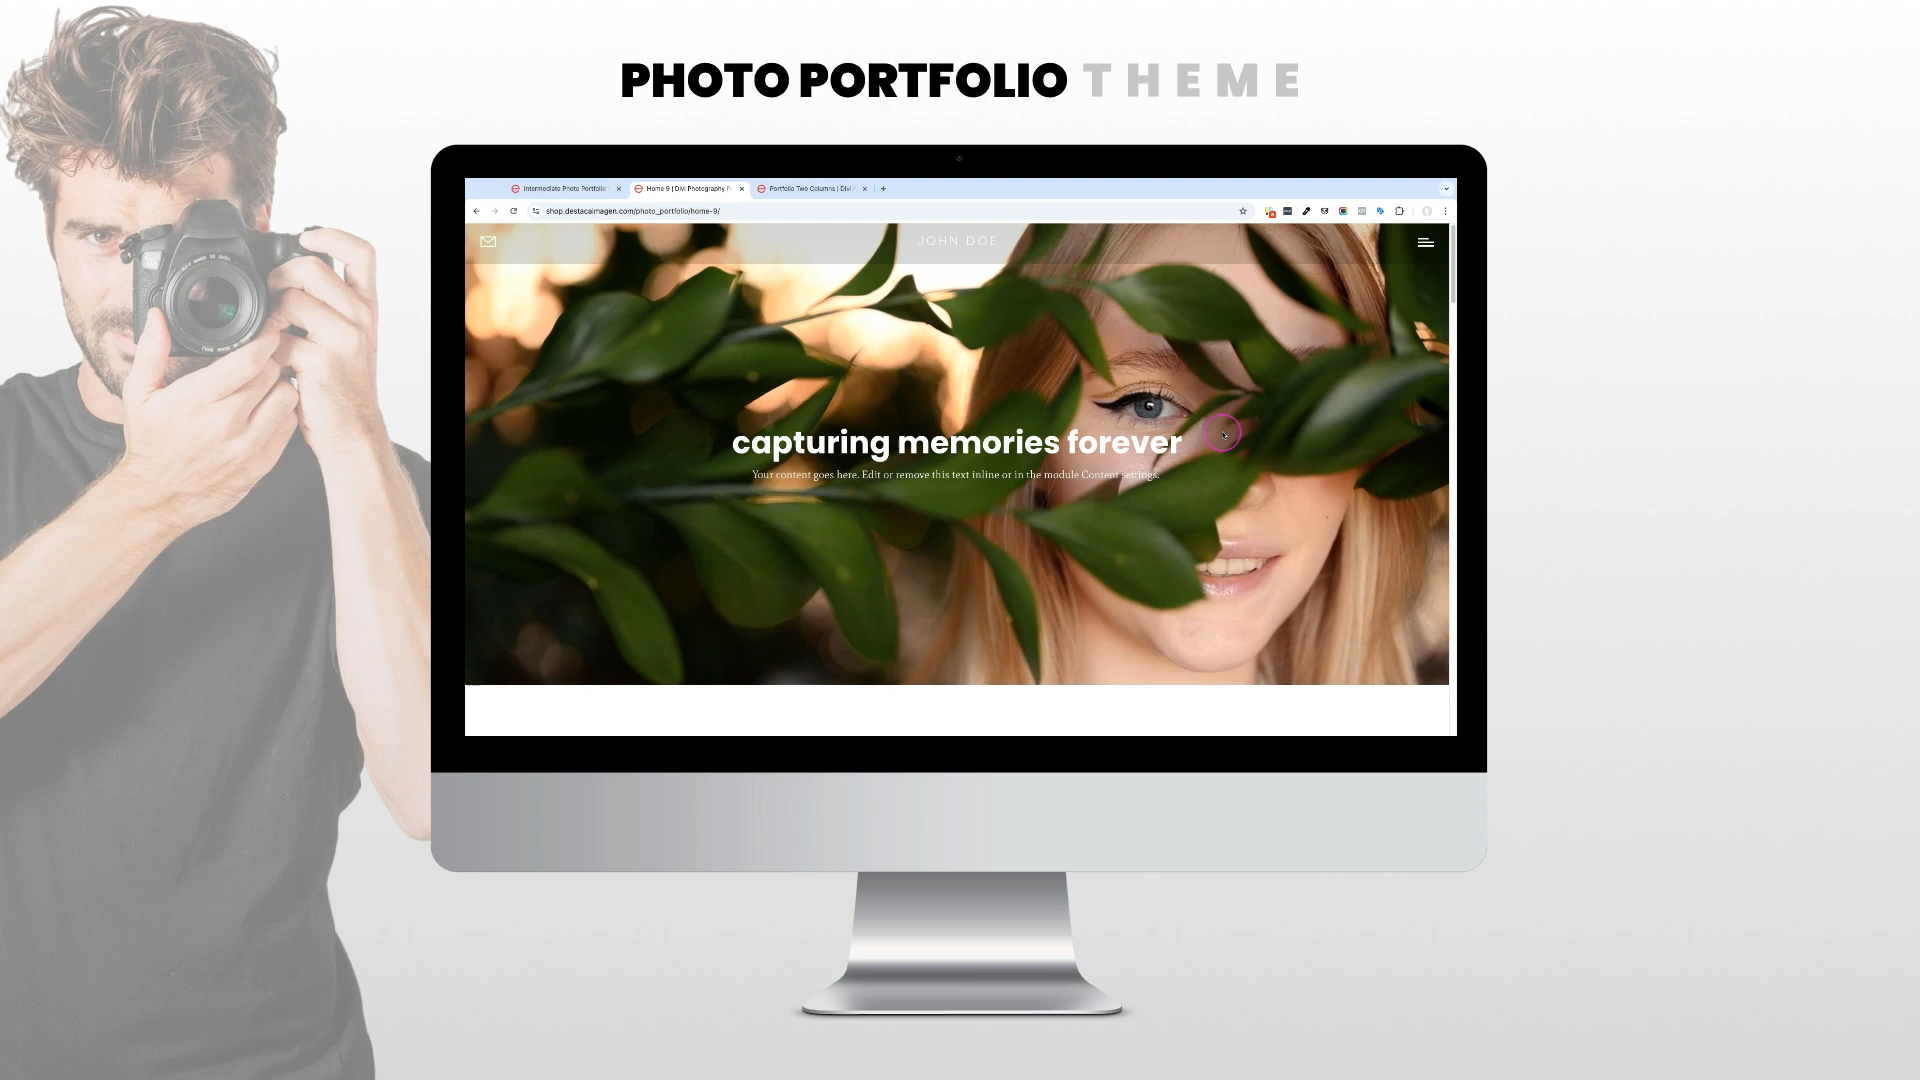 PHOTO PORTFOLIO THEME
Intermediate Photo Portfolio
Home 9 | Divi Photography P
Portfolio Two Columns | Divi
shop.destacaimagen.com/photo_portfolio/home-9/
JOHN DOE
capturing memories forever
Your content goes here. Edit or remove this text inline or in the module Content settings.